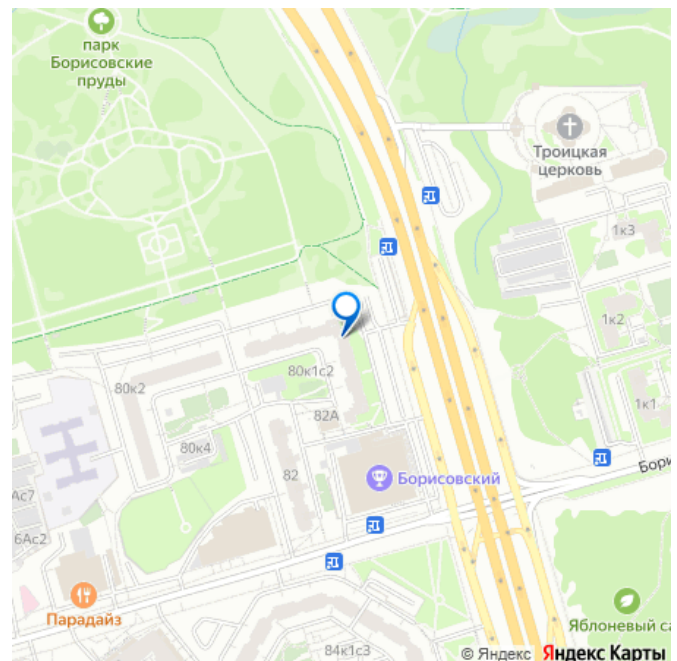 парк
Борисовские
пруды
Троицкая
церковь
1к3
1к2
80к1с2
80к2
1к1
82А
80к4
82
Борисовский
Бори
Ас7
6Ас2
Парадайз
Яблоневый са
84к1с3
© Яндекс Яндекс Карты